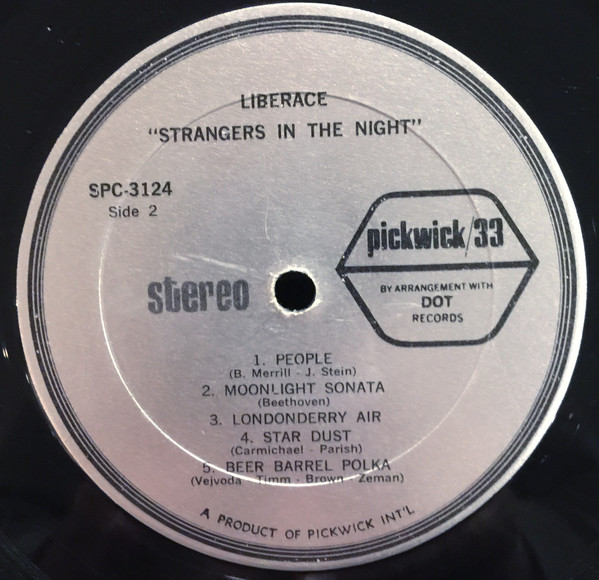 LIBERACE
"STRANGERS IN THE NIGHT"
SPC-3124
Side 2
pickwick/33
BY ARRANGEMENT WITH
DOT
RECORDS
stereo
1. PEOPLE
(B. Merrill - J. Stein)
2. MOONLIGHT SONATA
(Beethoven)
3. LONDONDERRY AIR
4. STAR DUST
(Carmichael - Parish)
5. BEER BARREL POLKA
(Vejvoda - Timm - Brown - Zeman)
A PRODUCT OF PICKWICK INT'L